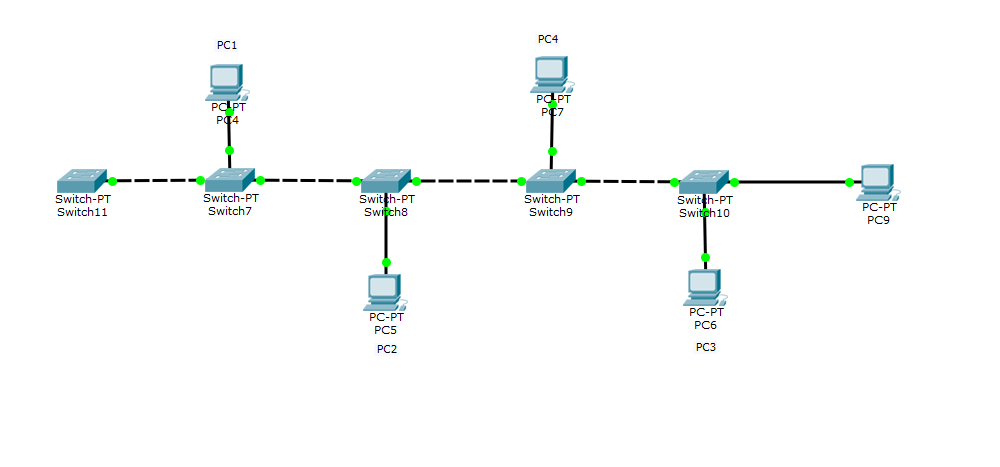 PC1
PC4
PC-PT
PC4
PC-PT
PC7
Switch-PT
Switch11
Switch-PT
Switch7
Switch-PT
Switch8
Switch-PT
Switch9
Switch-PT
Switch10
PC-PT
PC9
PC-PT
PC5
PC2
PC-PT
PC6
PC3